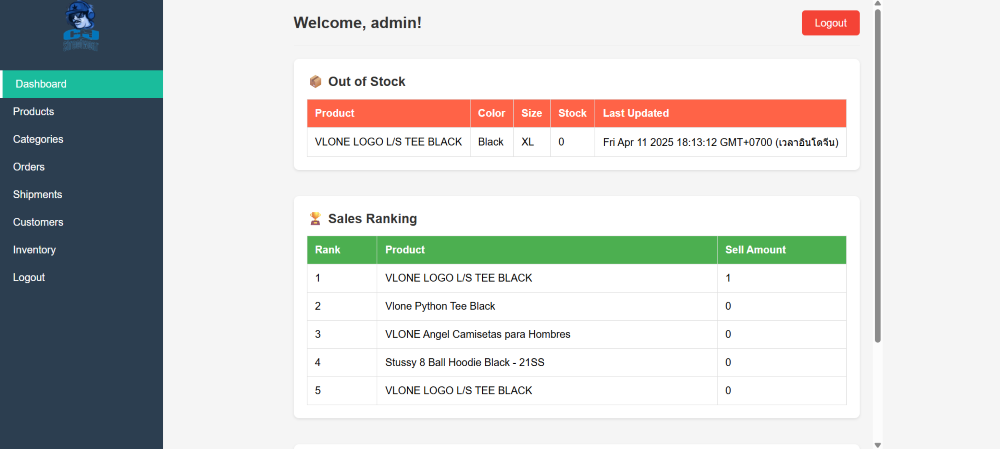 Welcome, admin!
Logout
Dashboard
Products
Categories
Orders
Shipments
Customers
Inventory
Logout
Out of Stock
Product Color Size Stock Last Updated
VLONE LOGO L/S TEE BLACK Black XL 0 Fri Apr 11 2025 18:13:12 GMT+0700 (เวลาอินโดจีน)
Sales Ranking
Rank Product Sell Amount
1 VLONE LOGO L/S TEE BLACK 1
2 Vlone Python Tee Black 0
3 VLONE Angel Camisetas para Hombres 0
4 Stussy 8 Ball Hoodie Black - 21SS 0
5 VLONE LOGO L/S TEE BLACK 0